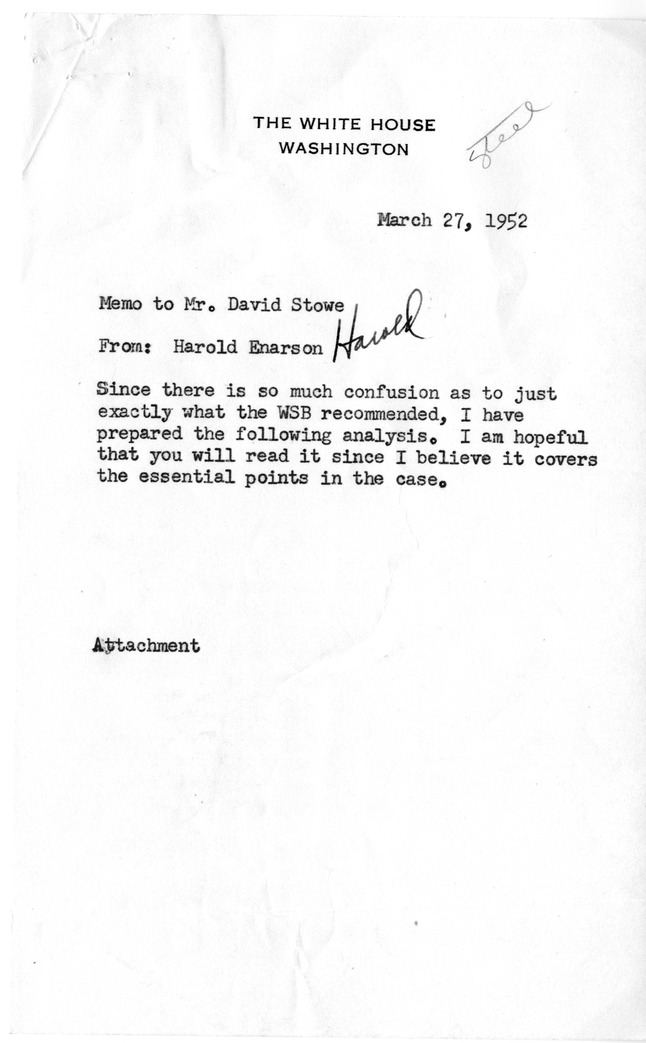 THE WHITE HOUSE
WASHINGTON
steel
March 27, 1952
Memo to Mr. David Stowe
From: Harold Enarson Harold
Since there is so much confusion as to just
exactly what the WSB recommended, I have
prepared the following analysis. I am hopeful
that you will read it since I believe it covers
the essential points in the case.
Attachment